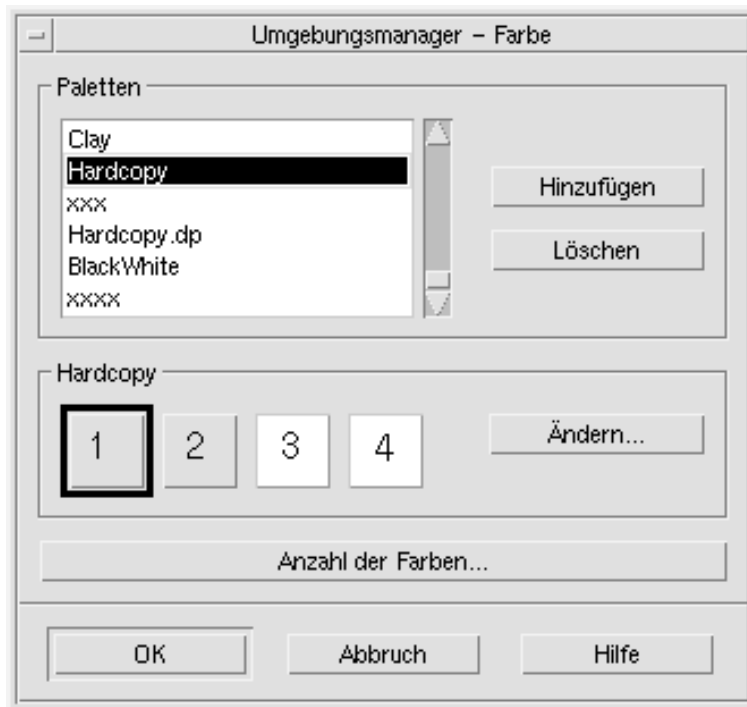 Umgebungsmanager – Farbe
Paletten
Clay
Hardcopy
xxx
Hardcopy.dp
BlackWhite
xxxx
Hinzufügen
Löschen
Hardcopy
1 2 3 4
Ändern...
Anzahl der Farben...
OK Abbruch Hilfe